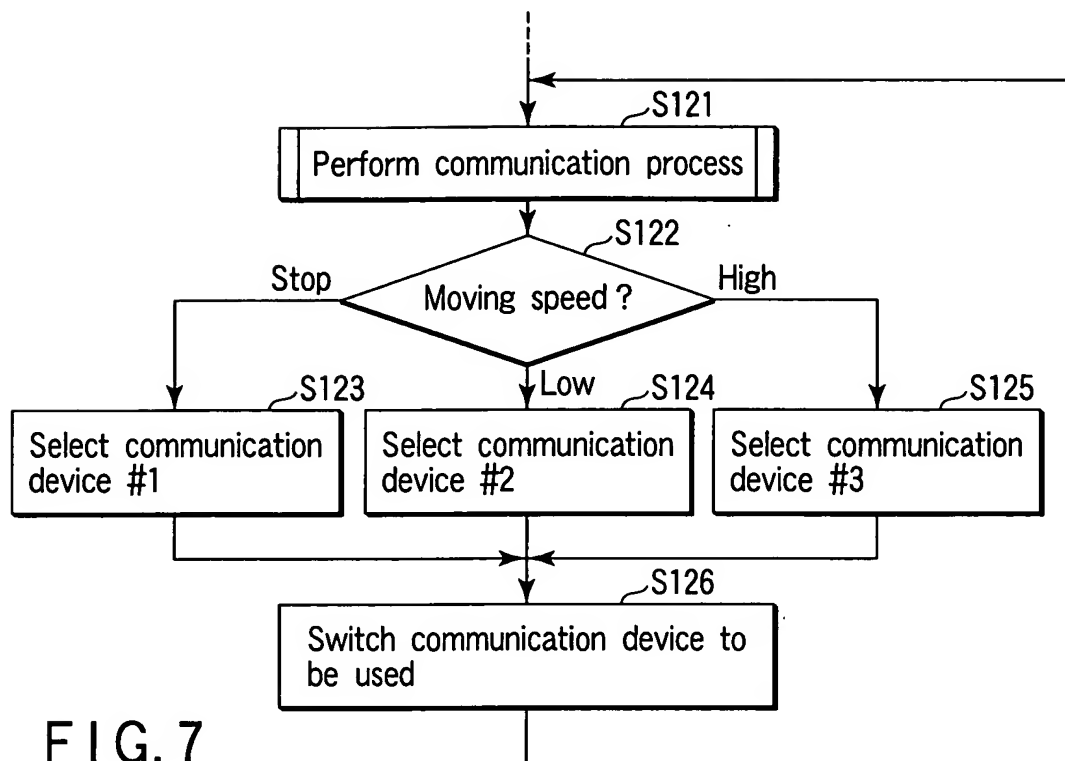 S121
Perform communication process
S122
Moving speed ?
Stop
High
Low
S123
Select communication
device #1
S124
Select communication
device #2
S125
Select communication
device #3
S126
Switch communication device to
be used
FIG. 7